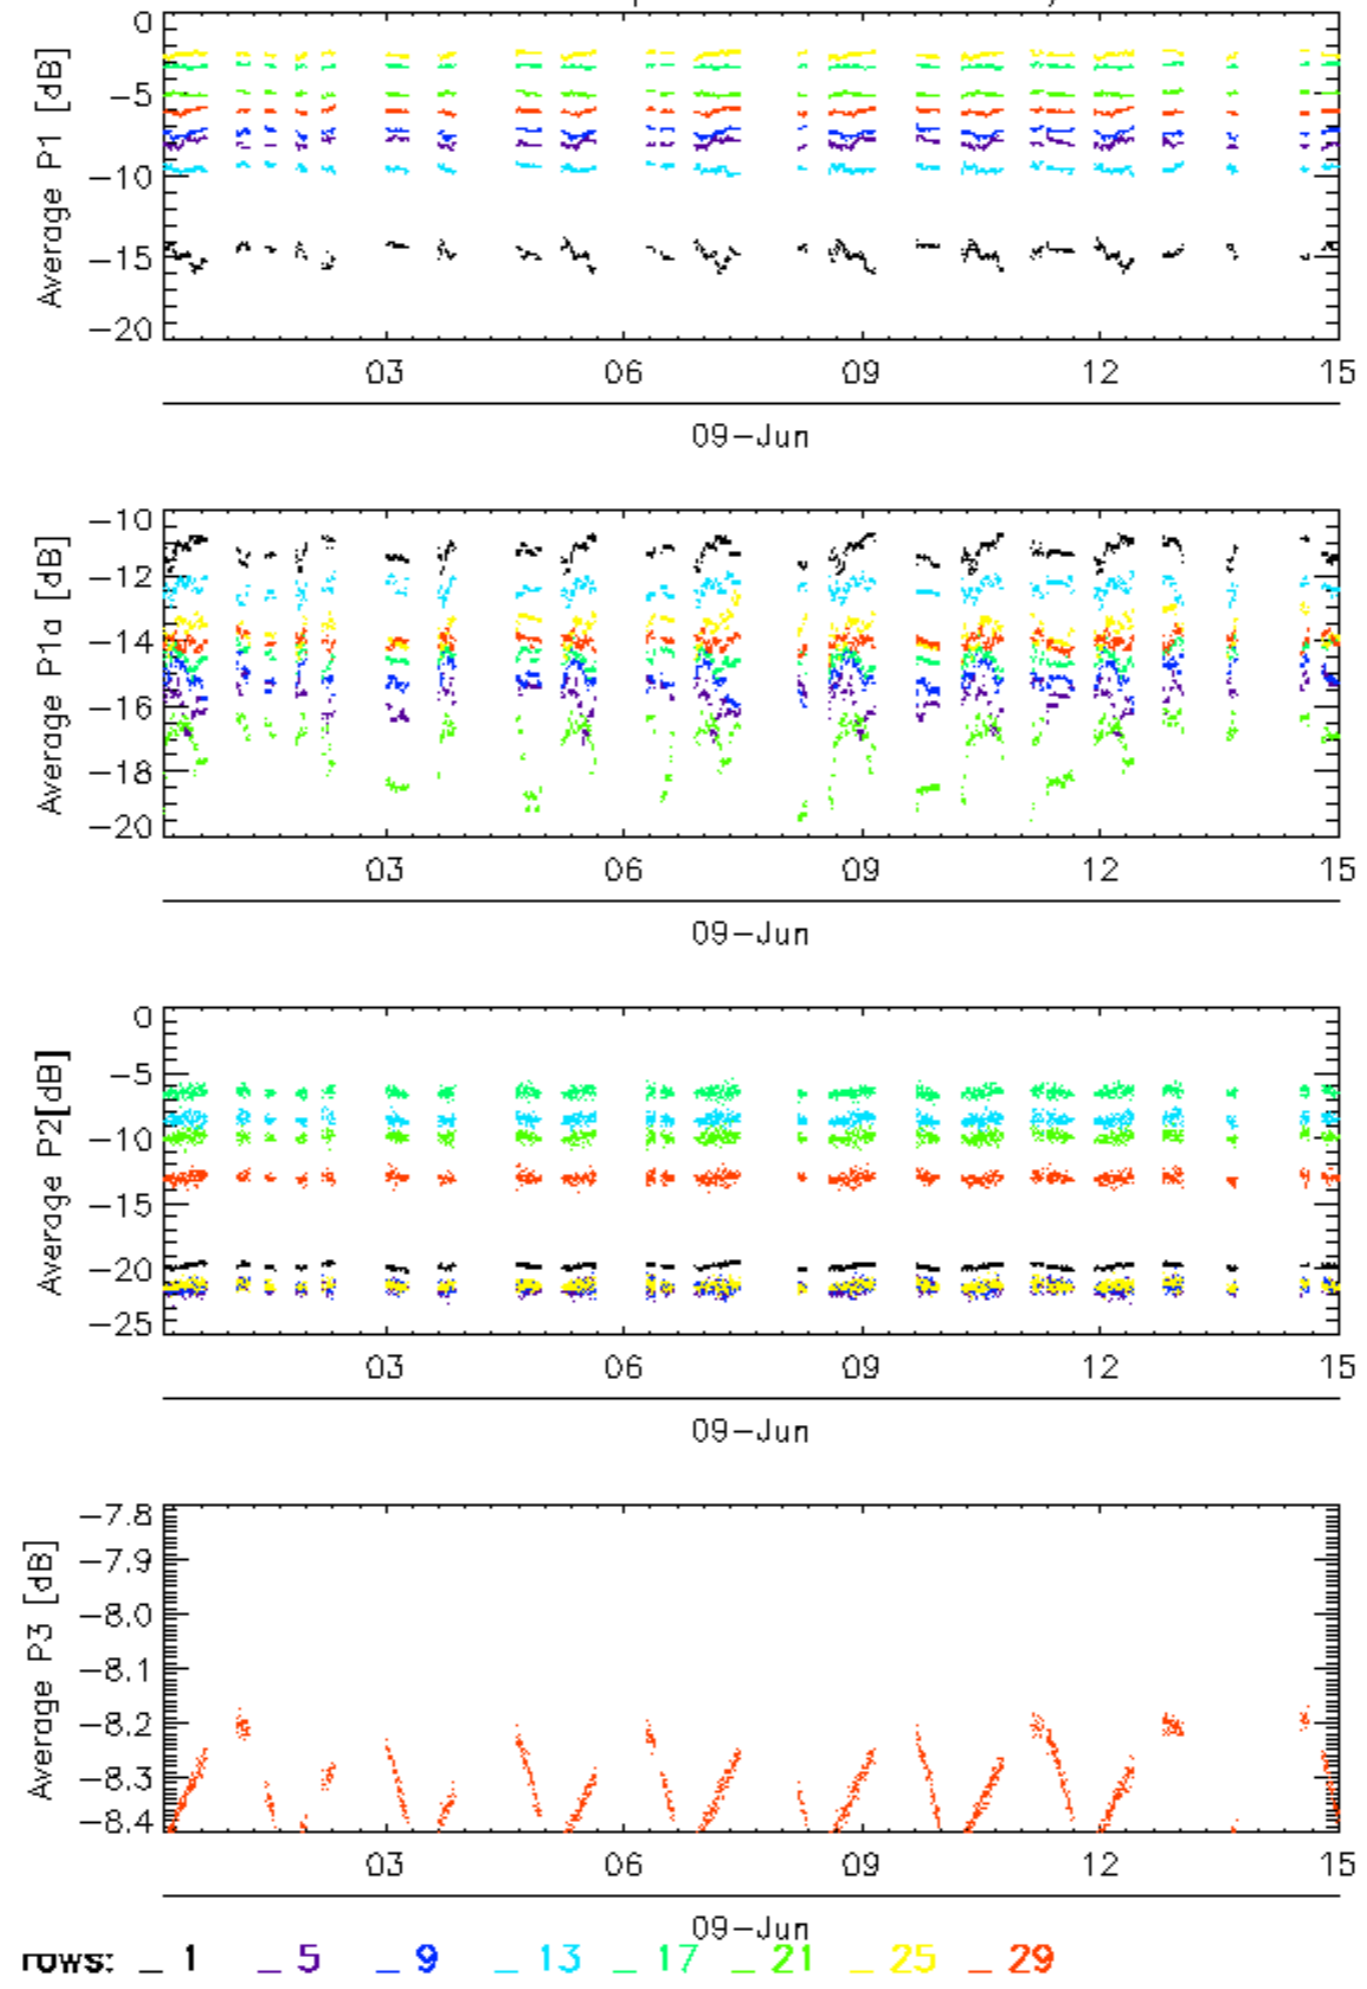 0
−5
−10
−15
−20
Average P1 [dB]
03 06 09 12 15
09−Jun
−10
−12
−14
−16
−18
−20
Average P1a [dB]
03 06 09 12 15
09−Jun
0
−5
−10
−15
−20
−25
Average P2[dB]
03 06 09 12 15
09−Jun
−7.8
−7.9
−8.0
−8.1
−8.2
−8.3
−8.4
Average P3 [dB]
03 06 09 12 15
09−Jun
rows: _ 1 _ 5 _ 9 _ 13 _ 17 _ 21 _ 25 _ 29